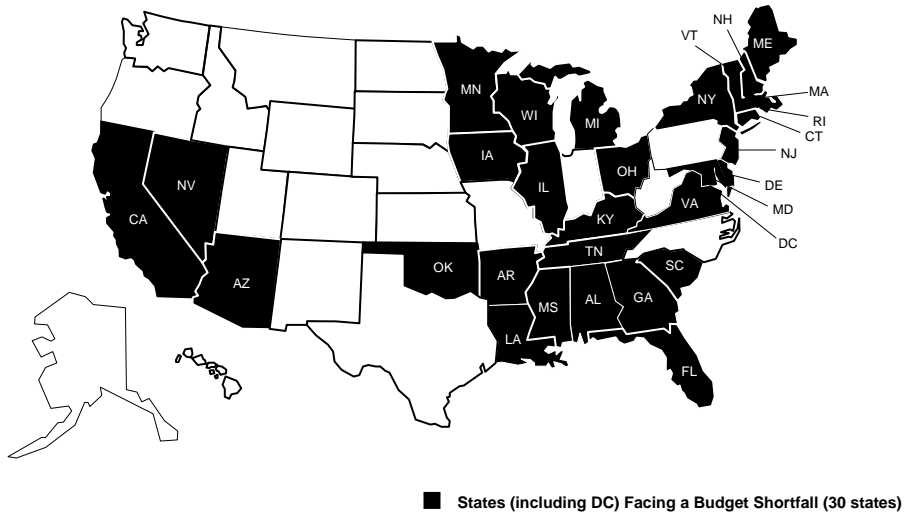 NH
ME
VT
MN
MA
NY
WI
RI
MI
CT
IA
NJ
OH
IL
NV
DE
VA
MD
KY
CA
DC
TN
SC
OK
AR
AZ
MS
AL
GA
LA
FL
States (including DC) Facing a Budget Shortfall (30 states)